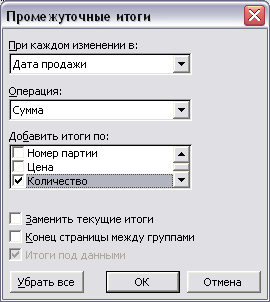 Промежуточные итоги
При каждом изменении в:
Дата продажи
Операция:
Сумма
Добавить итоги по:
Номер партии
Цена
Количество
Заменить текущие итоги
Конец страницы между группами
Итоги под данными
Убрать все
ОК
Отмена